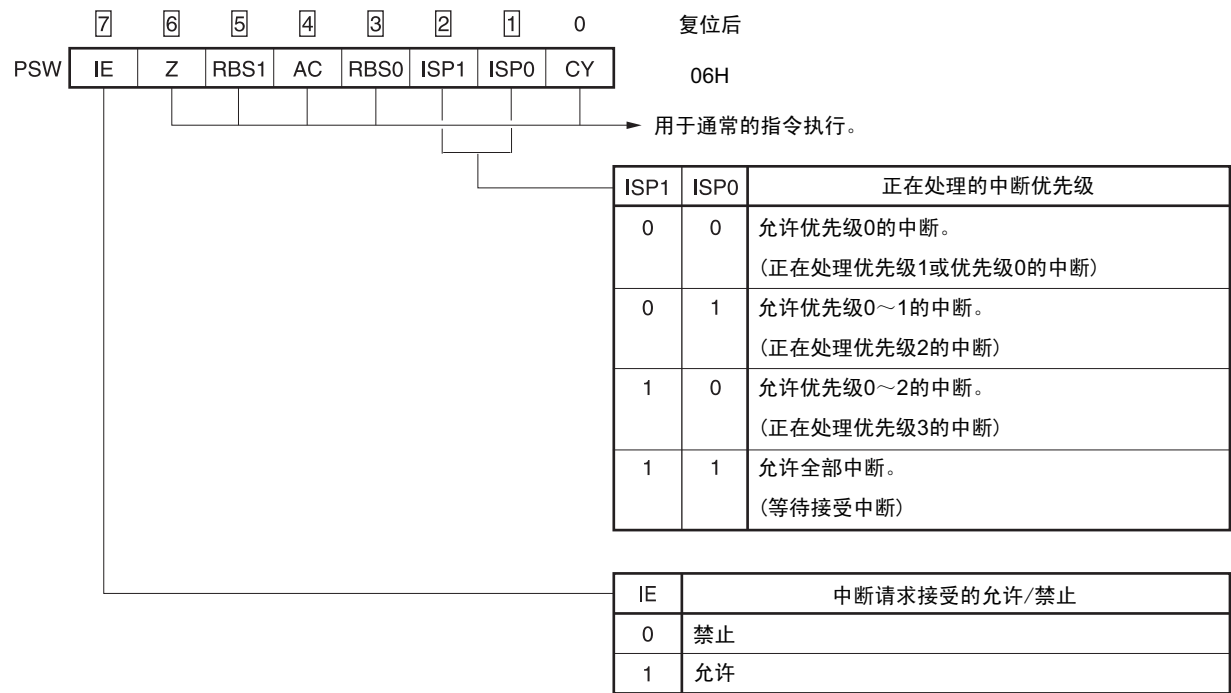 7 6 5 4 3 2 1 0 复位后
PSW IE Z RBS1 AC RBS0 ISP1 ISP0 CY 06H
用于通常的指令执行。
ISP1 ISP0 正在处理的中断优先级
0 0 允许优先级0的中断。
(正在处理优先级1或优先级0的中断)
0 1 允许优先级0～1的中断。
(正在处理优先级2的中断)
1 0 允许优先级0～2的中断。
(正在处理优先级3的中断)
1 1 允许全部中断。
(等待接受中断)
IE 中断请求接受的允许/禁止
0 禁止
1 允许